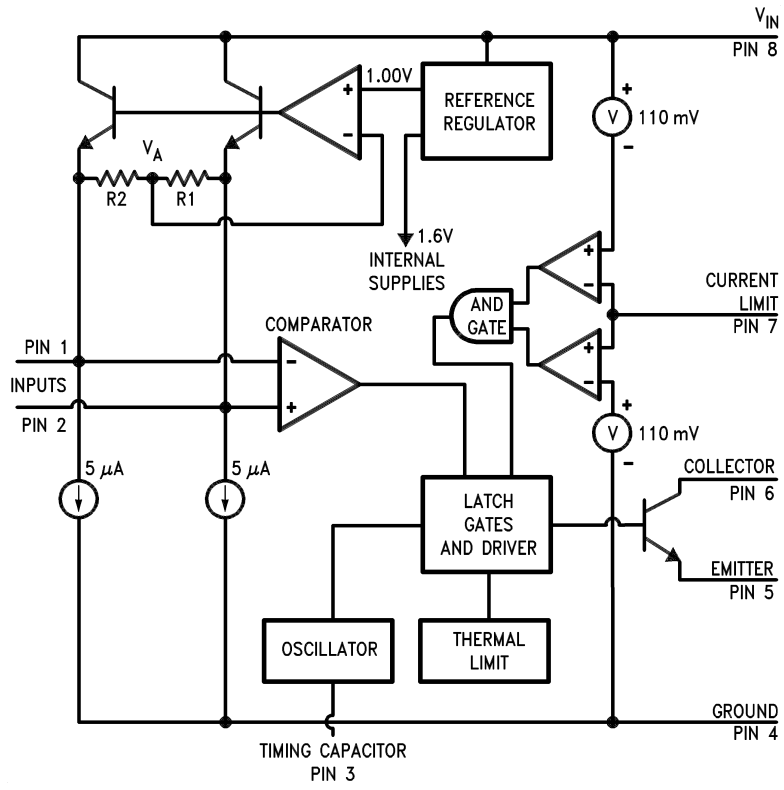 V_IN
PIN 8
1.00V
+
−
REFERENCE
REGULATOR
+
V
110 mV
−
V_A
R2
R1
1.6V
INTERNAL
SUPPLIES
+
−
AND
GATE
CURRENT
LIMIT
PIN 7
COMPARATOR
+
−
PIN 1
INPUTS
PIN 2
−
+
+
V
110 mV
−
5 μA
5 μA
COLLECTOR
PIN 6
LATCH
GATES
AND DRIVER
EMITTER
PIN 5
OSCILLATOR
THERMAL
LIMIT
GROUND
PIN 4
TIMING CAPACITOR
PIN 3